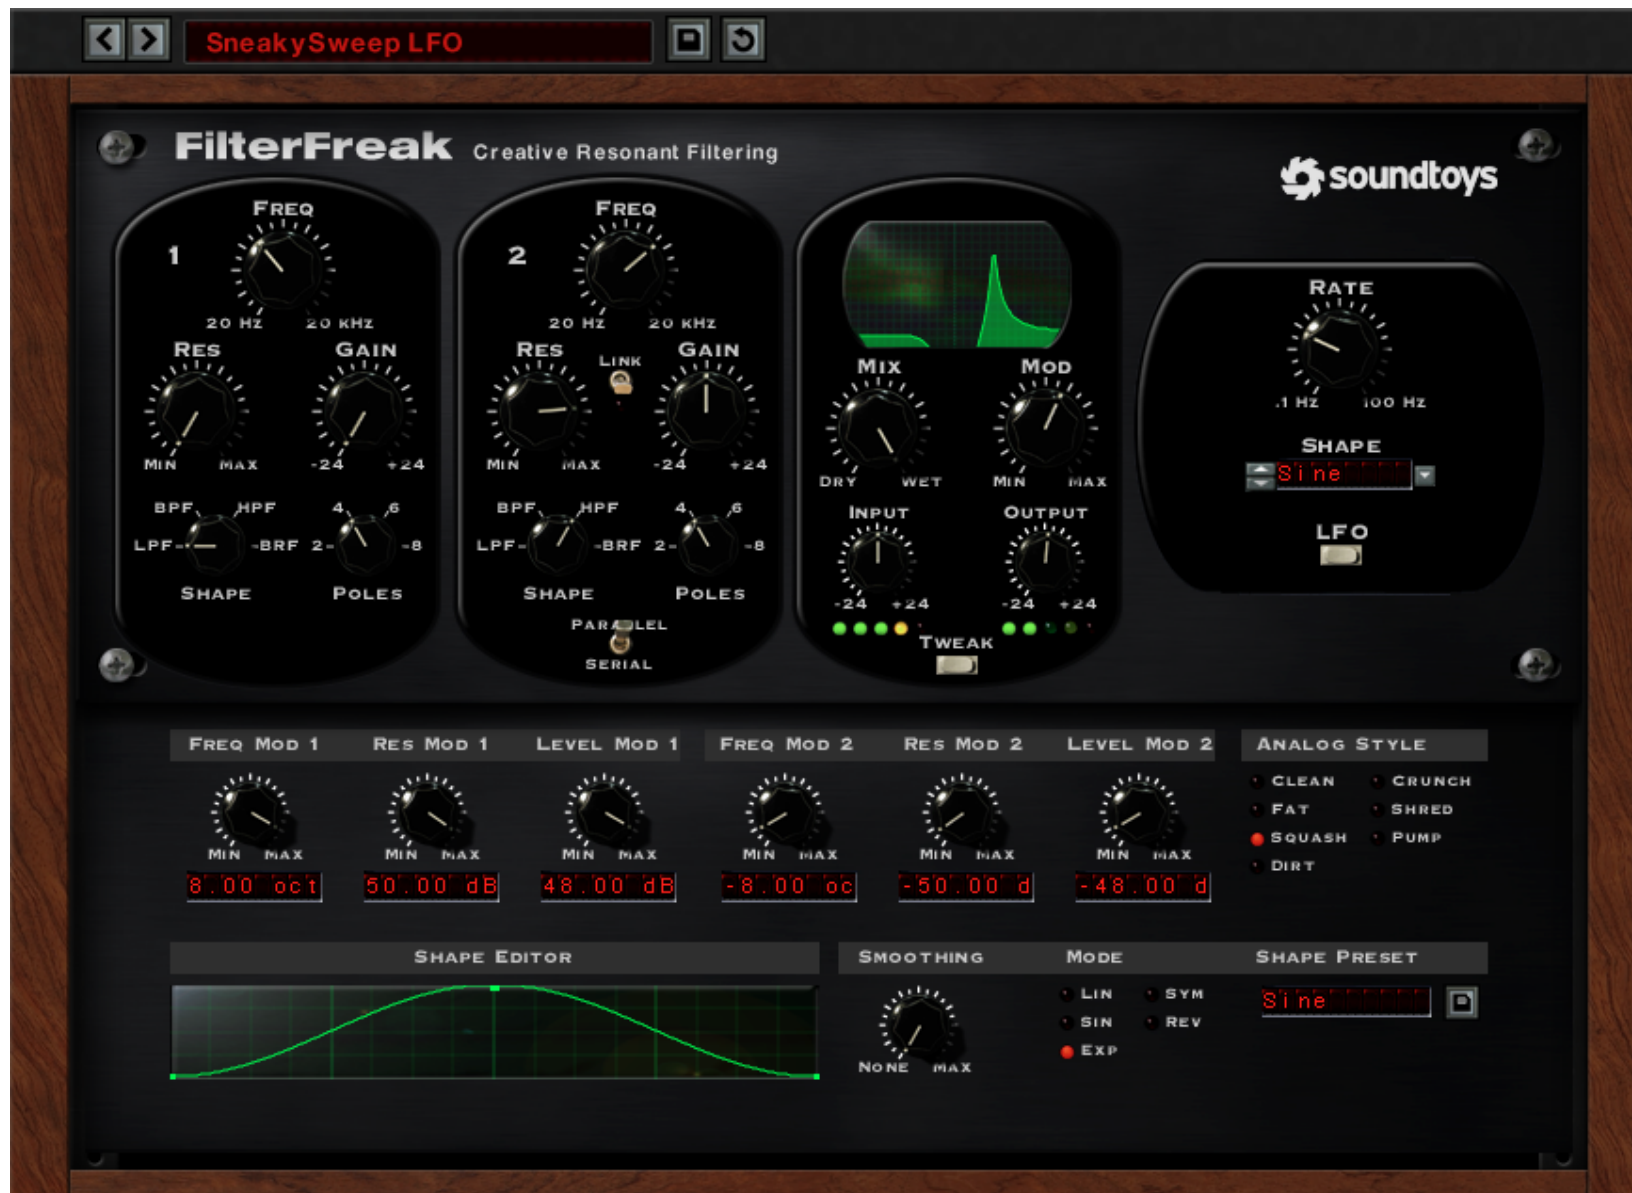 SneakySweep LFO
FilterFreak Creative Resonant Filtering
soundtoys
1
FREQ
20 HZ 20 KHZ
RES GAIN
MIN MAX -24 +24
BPF HPF 4 6
LPF BRF 2 8
SHAPE POLES
2
FREQ
20 HZ 20 KHZ
RES LINK GAIN
MIN MAX -24 +24
BPF HPF 4 6
LPF BRF 2 8
SHAPE POLES
PARALLEL
SERIAL
MIX MOD
DRY WET MIN MAX
INPUT OUTPUT
-24 +24 -24 +24
TWEAK
RATE
.1 HZ 100 HZ
SHAPE
Sine
LFO
FREQ MOD 1 RES MOD 1 LEVEL MOD 1 FREQ MOD 2 RES MOD 2 LEVEL MOD 2 ANALOG STYLE
MIN MAX MIN MAX MIN MAX MIN MAX MIN MAX MIN MAX
8.00 oct 50.00 dB 48.00 dB -8.00 oc -50.00 d -48.00 d
CLEAN CRUNCH
FAT SHRED
SQUASH PUMP
DIRT
SHAPE EDITOR SMOOTHING MODE SHAPE PRESET
NONE MAX
LIN SYM
SIN REV
EXP
Sine